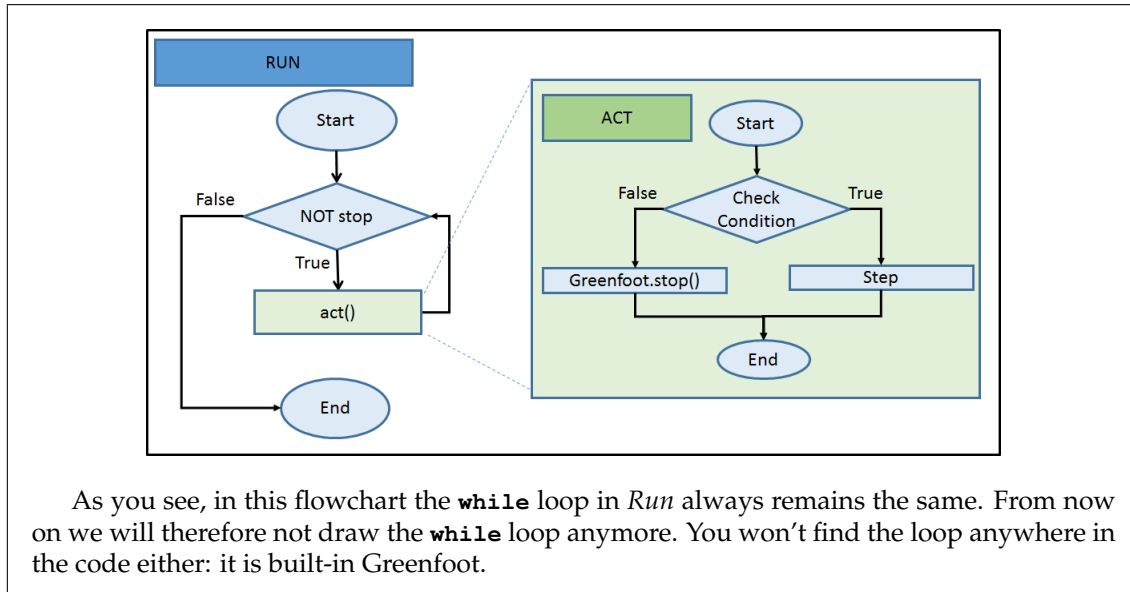 RUN
Start
False
NOT stop
True
act()
End
ACT
Start
False
Check
Condition
True
Greenfoot.stop()
Step
End
As you see, in this flowchart the while loop in Run always remains the same. From now
on we will therefore not draw the while loop anymore. You won't find the loop anywhere in
the code either: it is built-in Greenfoot.